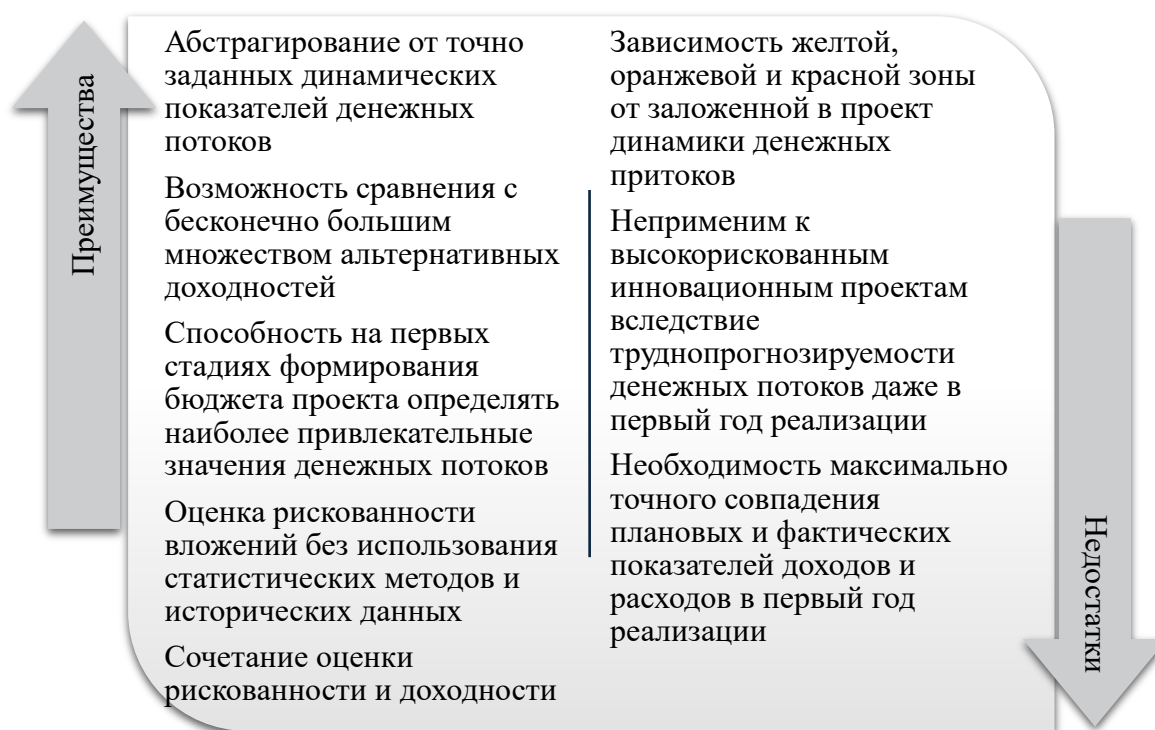 Преимущества
Абстрагирование от точно
заданных динамических
показателей денежных
потоков
Возможность сравнения с
бесконечно большим
множеством альтернативных
доходностей
Способность на первых
стадиях формирования
бюджета проекта определять
наиболее привлекательные
значения денежных потоков
Оценка рискованности
вложений без использования
статистических методов и
исторических данных
Сочетание оценки
рискованности и доходности
Зависимость желтой,
оранжевой и красной зоны
от заложенной в проект
динамики денежных
притоков
Неприменим к
высокорискованным
инновационным проектам
вследствие
труднопрогнозируемости
денежных потоков даже в
первый год реализации
Необходимость максимально
точного совпадения
плановых и фактических
показателей доходов и
расходов в первый год
реализации
Недостатки